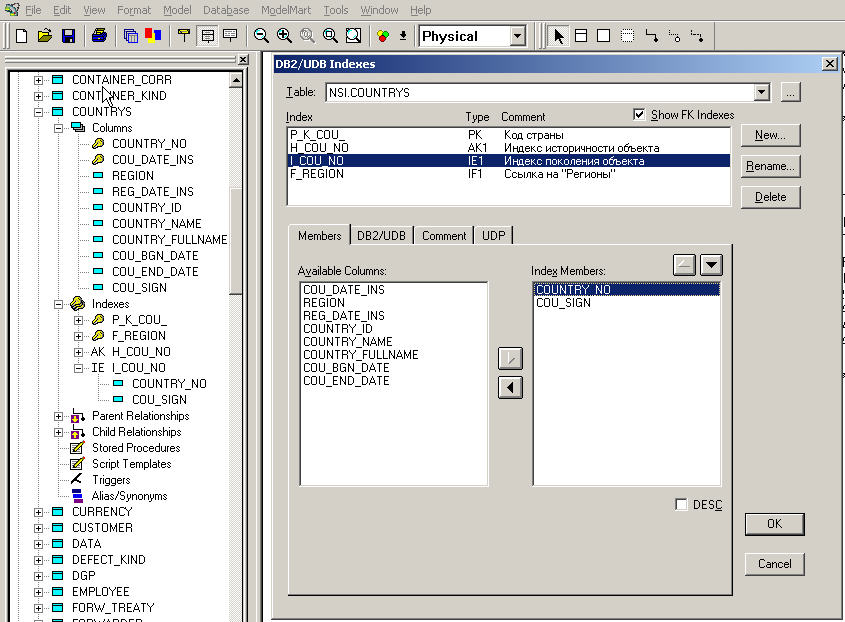 File Edit View Format Model Database ModelMart Tools Window Help
Physical
CONTAINER_CORR
CONTAINER_KIND
COUNTRYS
Columns
COUNTRY_NO
COU_DATE_INS
REGION
REG_DATE_INS
COUNTRY_ID
COUNTRY_NAME
COUNTRY_FULLNAME
COU_BGN_DATE
COU_END_DATE
COU_SIGN
Indexes
P_K_COU_
F_REGION
AK H_COU_NO
IE I_COU_NO
COUNTRY_NO
COU_SIGN
Parent Relationships
Child Relationships
Stored Procedures
Script Templates
Triggers
Alias/Synonyms
CURRENCY
CUSTOMER
DATA
DEFECT_KIND
DGP
EMPLOYEE
FORW_TREATY
FORWARDER
DB2/UDB Indexes
Table: NSI.COUNTRYS ...
Index Type Comment Show FK Indexes
P_K_COU_ PK Код страны
H_COU_NO AK1 Индекс историчности объекта
I_COU_NO IE1 Индекс поколения объекта
F_REGION IF1 Ссылка на "Регионы"
New...
Rename...
Delete
Members DB2/UDB Comment UDP
Available Columns:
COU_DATE_INS
REGION
REG_DATE_INS
COUNTRY_ID
COUNTRY_NAME
COUNTRY_FULLNAME
COU_BGN_DATE
COU_END_DATE
Index Members:
COUNTRY_NO
COU_SIGN
DESC
OK
Cancel